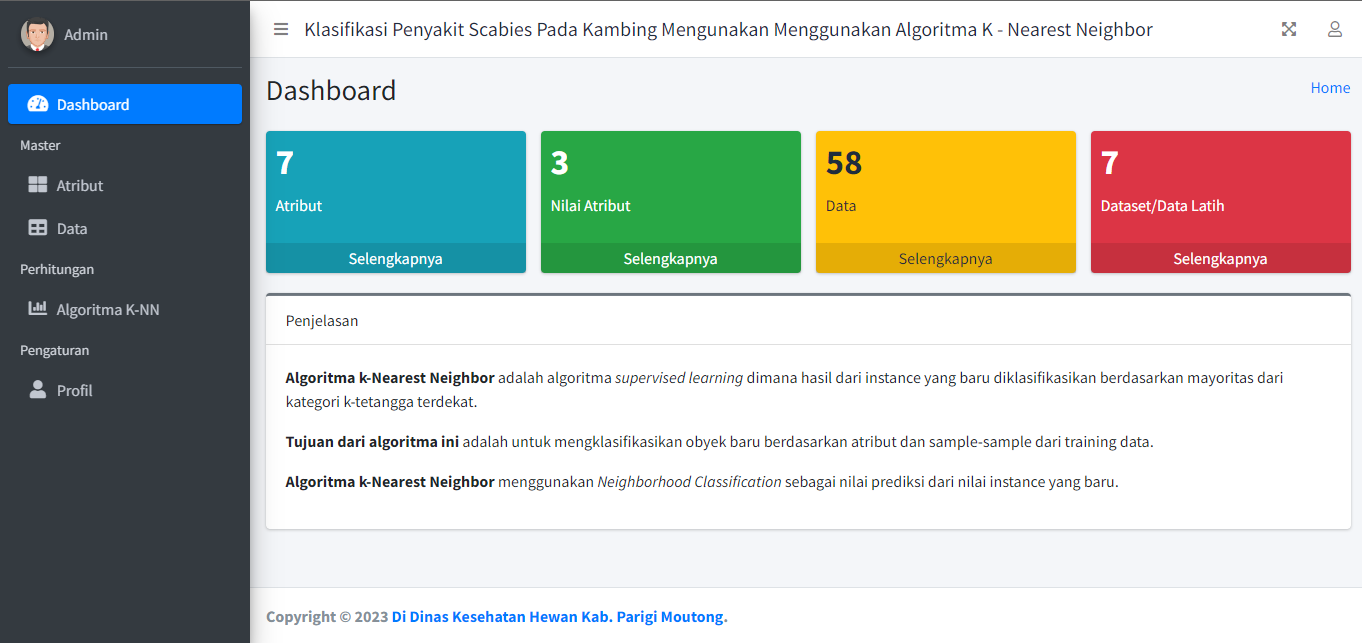 Admin
Dashboard
Master
Atribut
Data
Perhitungan
Algoritma K-NN
Pengaturan
Profil
Klasifikasi Penyakit Scabies Pada Kambing Mengunakan Menggunakan Algoritma K - Nearest Neighbor
Dashboard
Home
7
Atribut
Selengkapnya
3
Nilai Atribut
Selengkapnya
58
Data
Selengkapnya
7
Dataset/Data Latih
Selengkapnya
Penjelasan
Algoritma k-Nearest Neighbor adalah algoritma supervised learning dimana hasil dari instance yang baru diklasifikasikan berdasarkan mayoritas dari
kategori k-tetangga terdekat.
Tujuan dari algoritma ini adalah untuk mengklasifikasikan obyek baru berdasarkan atribut dan sample-sample dari training data.
Algoritma k-Nearest Neighbor menggunakan Neighborhood Classification sebagai nilai prediksi dari nilai instance yang baru.
Copyright © 2023 Di Dinas Kesehatan Hewan Kab. Parigi Moutong.